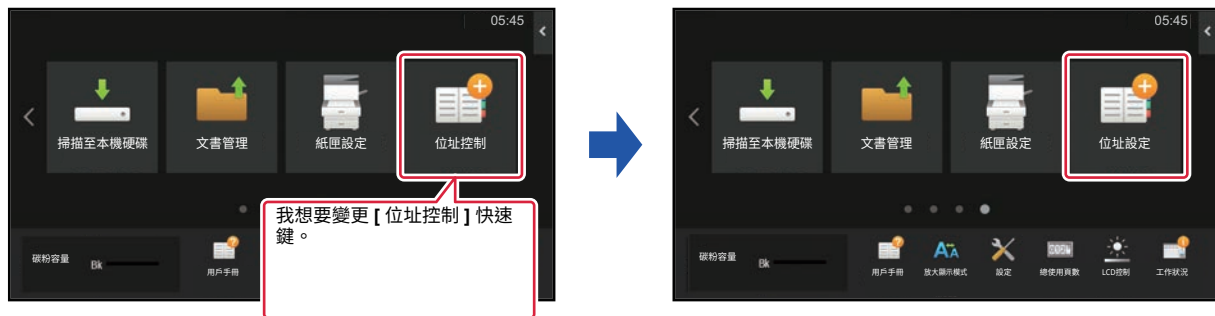 05:45
掃描至本機硬碟
文書管理
紙匣設定
位址控制
我想要變更 [ 位址控制 ] 快速
鍵。
碳粉容量
Bk
用戶手冊
05:45
掃描至本機硬碟
文書管理
紙匣設定
位址設定
碳粉容量
Bk
用戶手冊
放大顯示模式
設定
總使用頁數
LCD控制
工作狀況